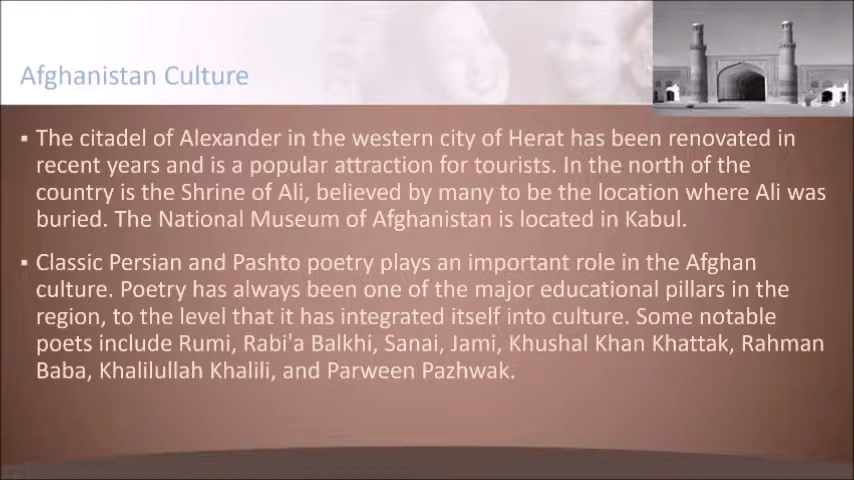 Afghanistan Culture
▪ The citadel of Alexander in the western city of Herat has been renovated in
recent years and is a popular attraction for tourists. In the north of the
country is the Shrine of Ali, believed by many to be the location where Ali was
buried. The National Museum of Afghanistan is located in Kabul.
▪ Classic Persian and Pashto poetry plays an important role in the Afghan
culture. Poetry has always been one of the major educational pillars in the
region, to the level that it has integrated itself into culture. Some notable
poets include Rumi, Rabi'a Balkhi, Sanai, Jami, Khushal Khan Khattak, Rahman
Baba, Khalilullah Khalili, and Parween Pazhwak.